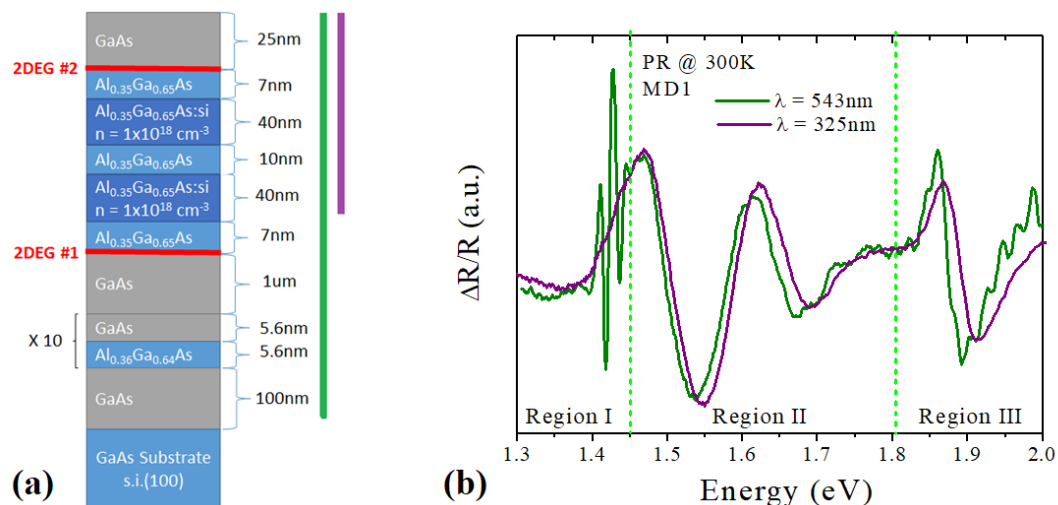 GaAs
25nm
2DEG #2
Al0.35Ga0.65As
7nm
Al0.35Ga0.65As:si
n = 1x10^18 cm^-3
40nm
Al0.35Ga0.65As
10nm
Al0.35Ga0.65As:si
n = 1x10^18 cm^-3
40nm
Al0.35Ga0.65As
7nm
2DEG #1
GaAs
1um
X 10
GaAs
5.6nm
Al0.36Ga0.64As
5.6nm
GaAs
100nm
GaAs Substrate
s.i.(100)
(a)
PR @ 300K
MD1
λ = 543nm
λ = 325nm
ΔR/R (a.u.)
Region I
Region II
Region III
1.3 1.4 1.5 1.6 1.7 1.8 1.9 2.0
Energy (eV)
(b)